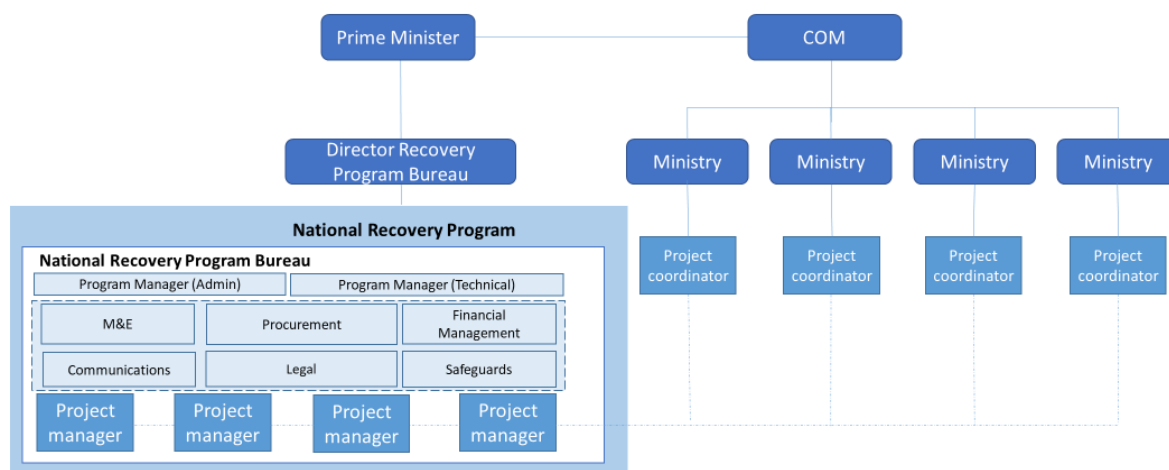 Prime Minister
COM
Director Recovery
Program Bureau
Ministry
Ministry
Ministry
Ministry
National Recovery Program
Project
coordinator
Project
coordinator
Project
coordinator
Project
coordinator
National Recovery Program Bureau
Program Manager (Admin)
Program Manager (Technical)
M&E
Procurement
Financial
Management
Communications
Legal
Safeguards
Project
manager
Project
manager
Project
manager
Project
manager